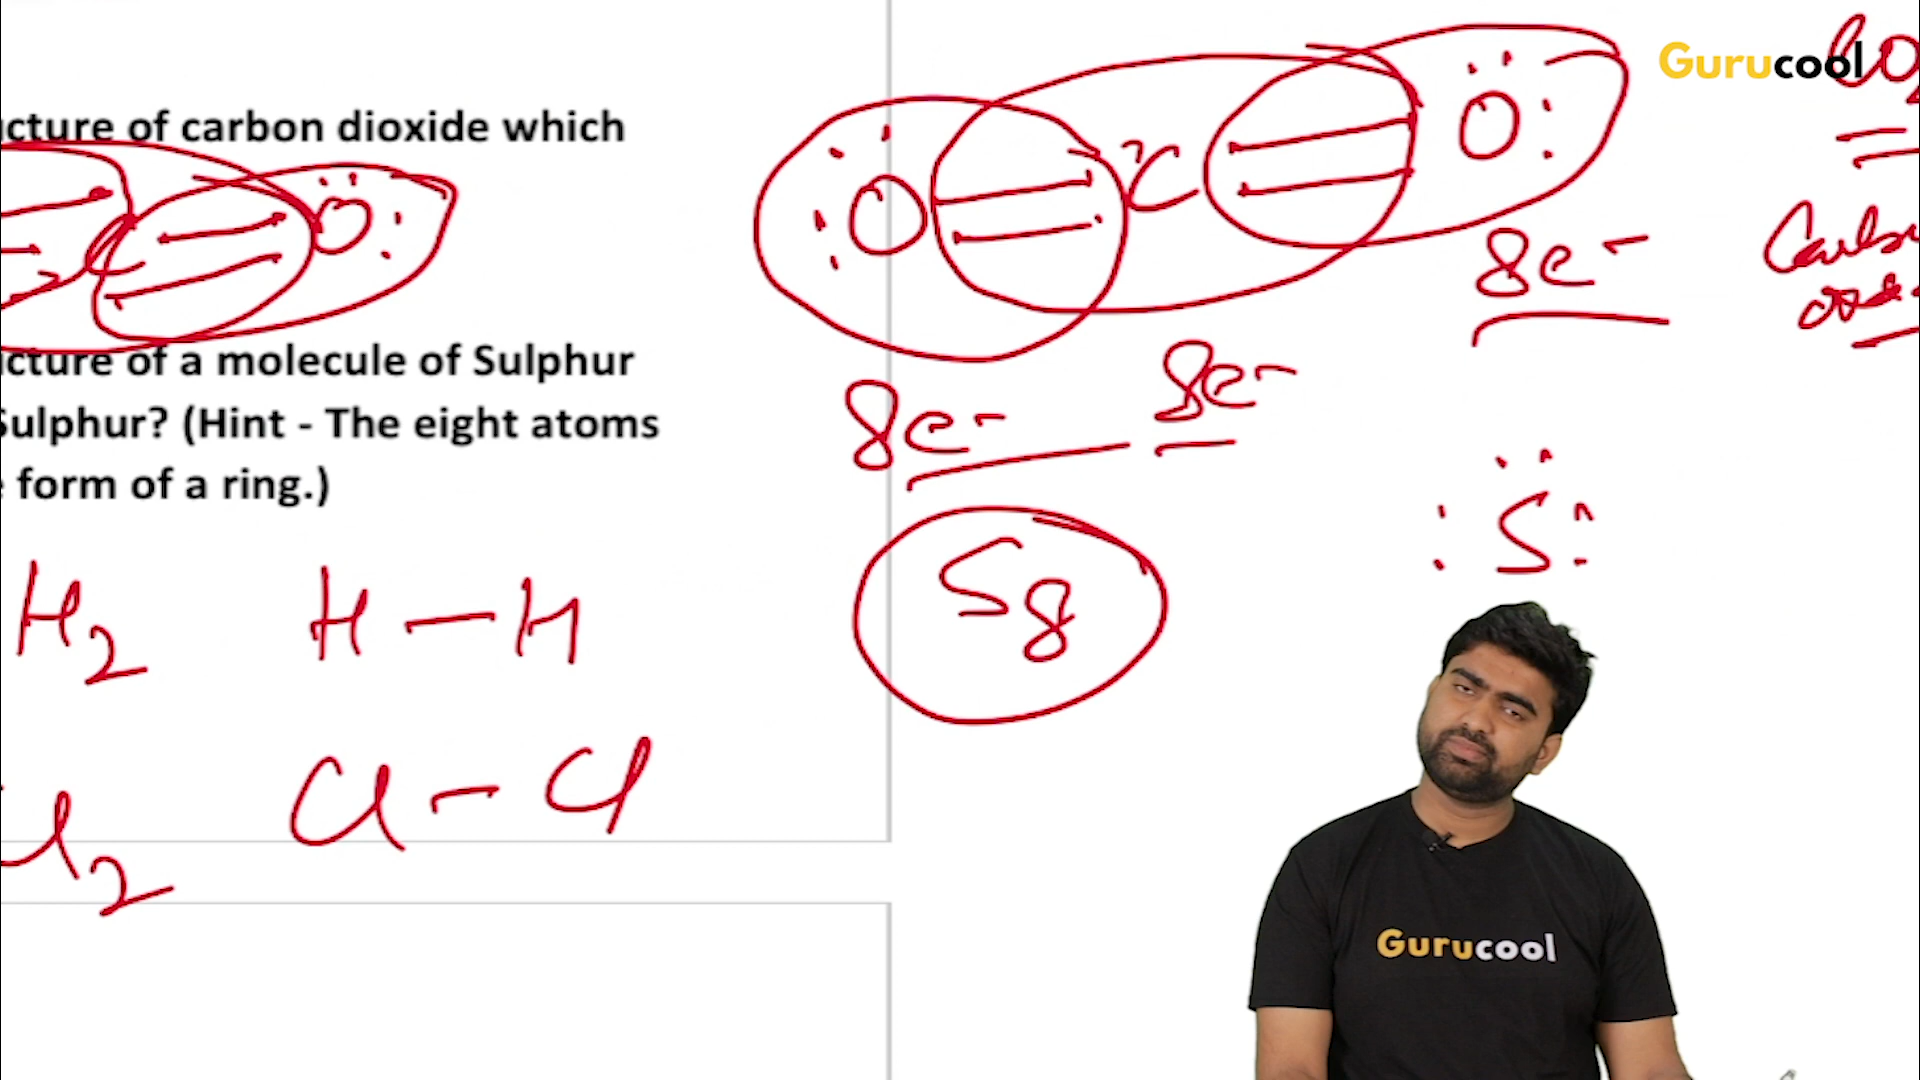 Gurucool
cture of carbon dioxide which
O = C = O
O
8e-
8e-
8e-
cture of a molecule of Sulphur
Sulphur? (Hint - The eight atoms
form of a ring.)
S
S8
H2 H - H
Cl - Cl
2
Gurucool